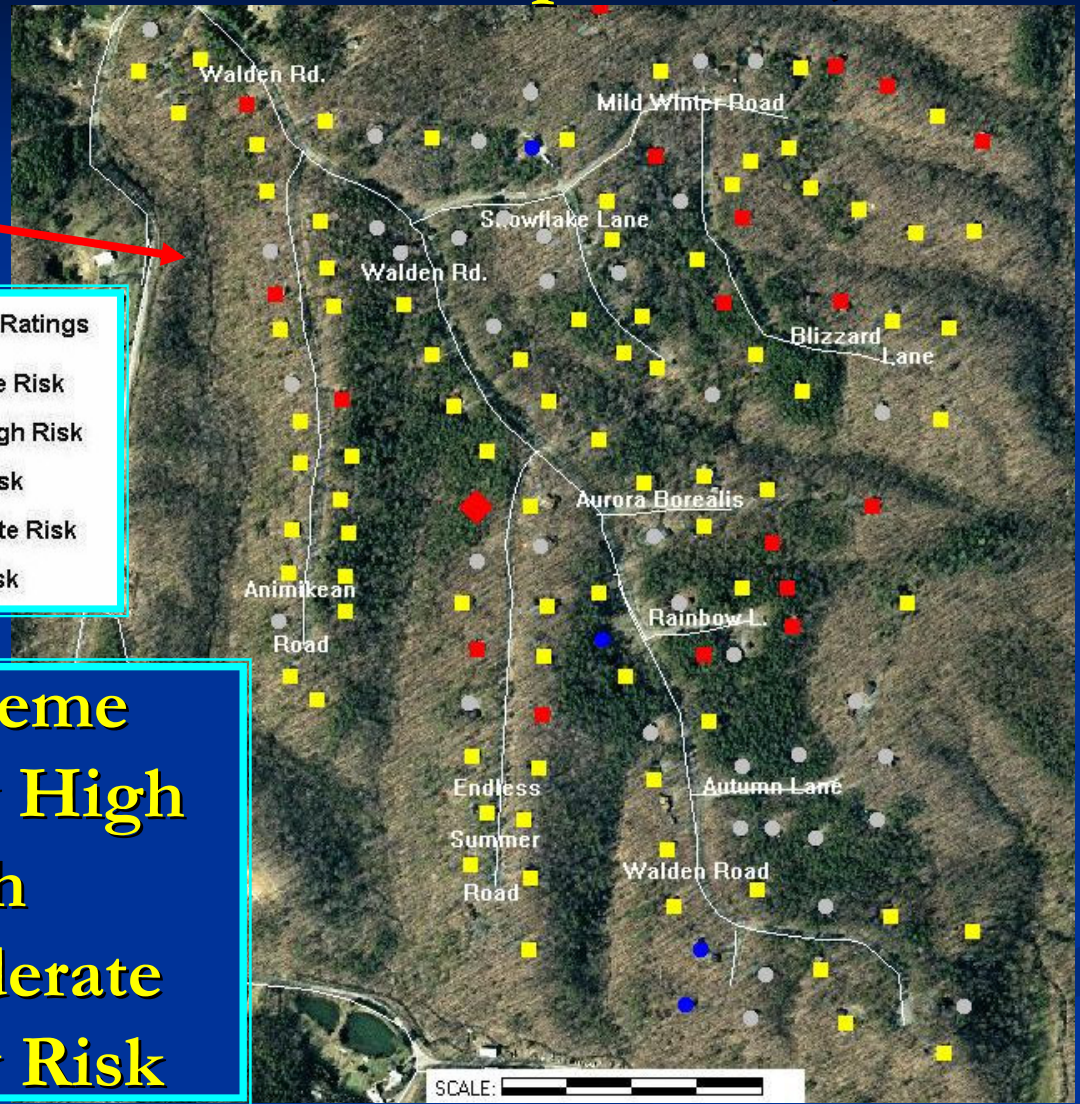 Walden Rd.
Mild Winter Road
Snowflake Lane
Walden Rd.
Blizzard
Lane
Ratings
e Risk
gh Risk
sk
te Risk
sk
Aurora Borealis
Animikean
Road
Rainbow L.
Endless
Summer
Road
Autumn Lane
Walden Road
eme
High
h
derate
Risk
SCALE: